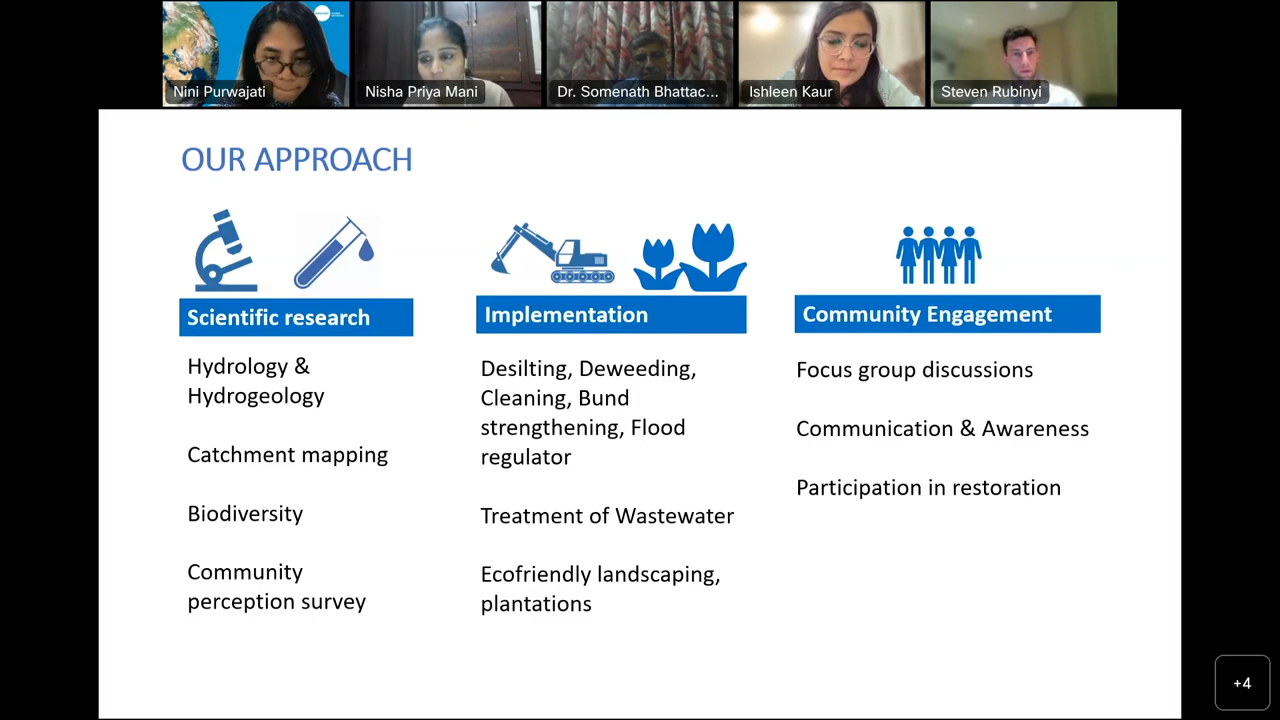 Nini Purwajati
Nisha Priya Mani
Dr. Somenath Bhattac...
Ishleen Kaur
Steven Rubinyi
OUR APPROACH
Scientific research
Hydrology &
Hydrogeology
Catchment mapping
Biodiversity
Community
perception survey
Implementation
Desilting, Deweeding,
Cleaning, Bund
strengthening, Flood
regulator
Treatment of Wastewater
Ecofriendly landscaping,
plantations
Community Engagement
Focus group discussions
Communication & Awareness
Participation in restoration
+4